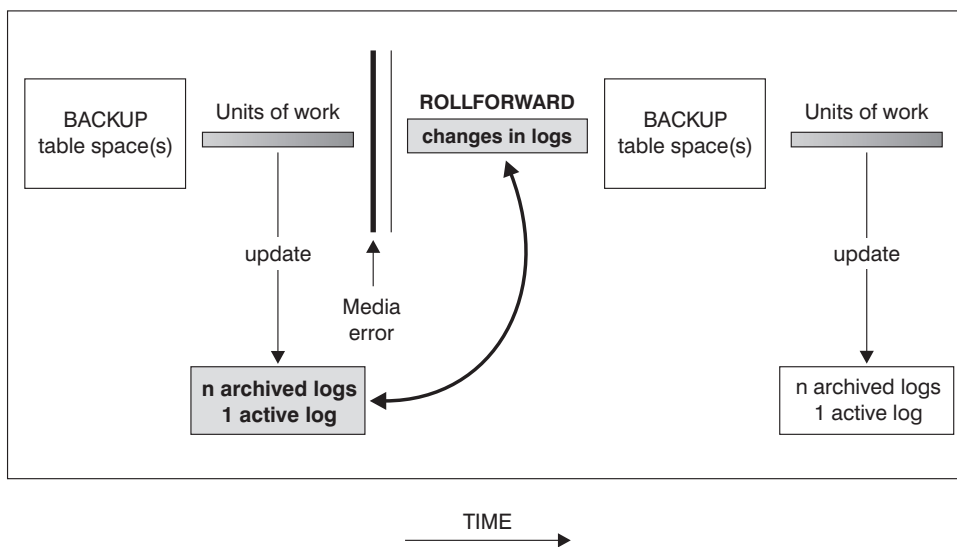 BACKUP
table space(s)
Units of work
update
n archived logs
1 active log
Media
error
ROLLFORWARD
changes in logs
BACKUP
table space(s)
Units of work
update
n archived logs
1 active log
TIME